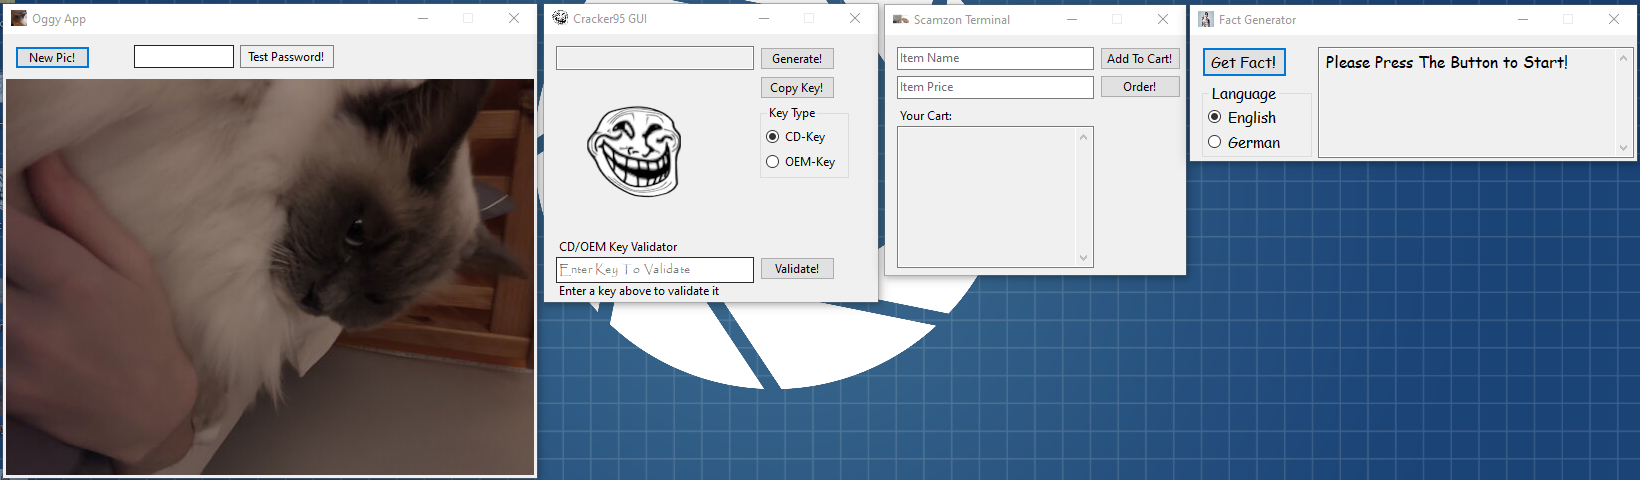 Oggy App
New Pic!
Test Password!
Cracker95 GUI
Generate!
Copy Key!
Key Type
CD-Key
OEM-Key
CD/OEM Key Validator
Enter Key To Validate
Validate!
Enter a key above to validate it
Scamzon Terminal
Item Name
Add To Cart!
Item Price
Order!
Your Cart:
Fact Generator
Get Fact!
Please Press The Button to Start!
Language
English
German